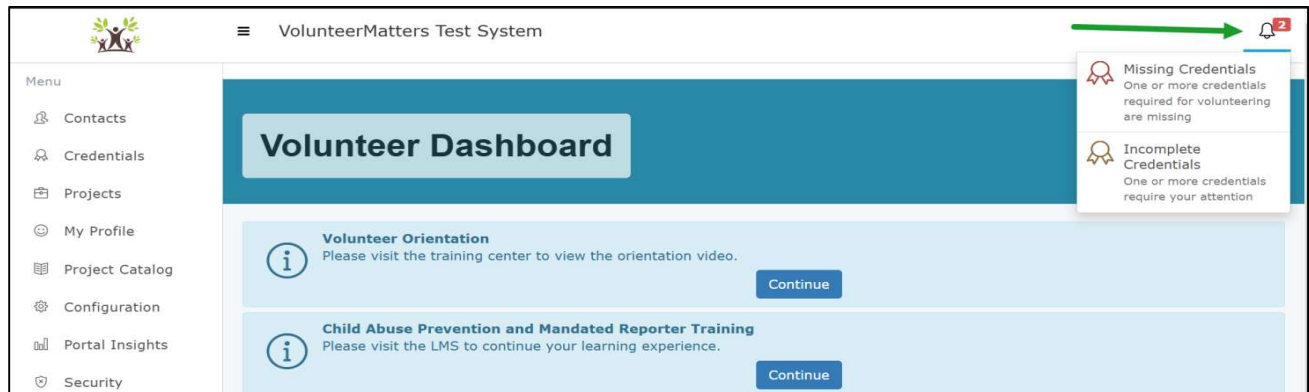 VolunteerMatters Test System
2
Menu
Contacts
Credentials
Projects
My Profile
Project Catalog
Configuration
Portal Insights
Security
Missing Credentials
One or more credentials
required for volunteering
are missing
Incomplete
Credentials
One or more credentials
require your attention
Volunteer Dashboard
Volunteer Orientation
Please visit the training center to view the orientation video.
Continue
Child Abuse Prevention and Mandated Reporter Training
Please visit the LMS to continue your learning experience.
Continue